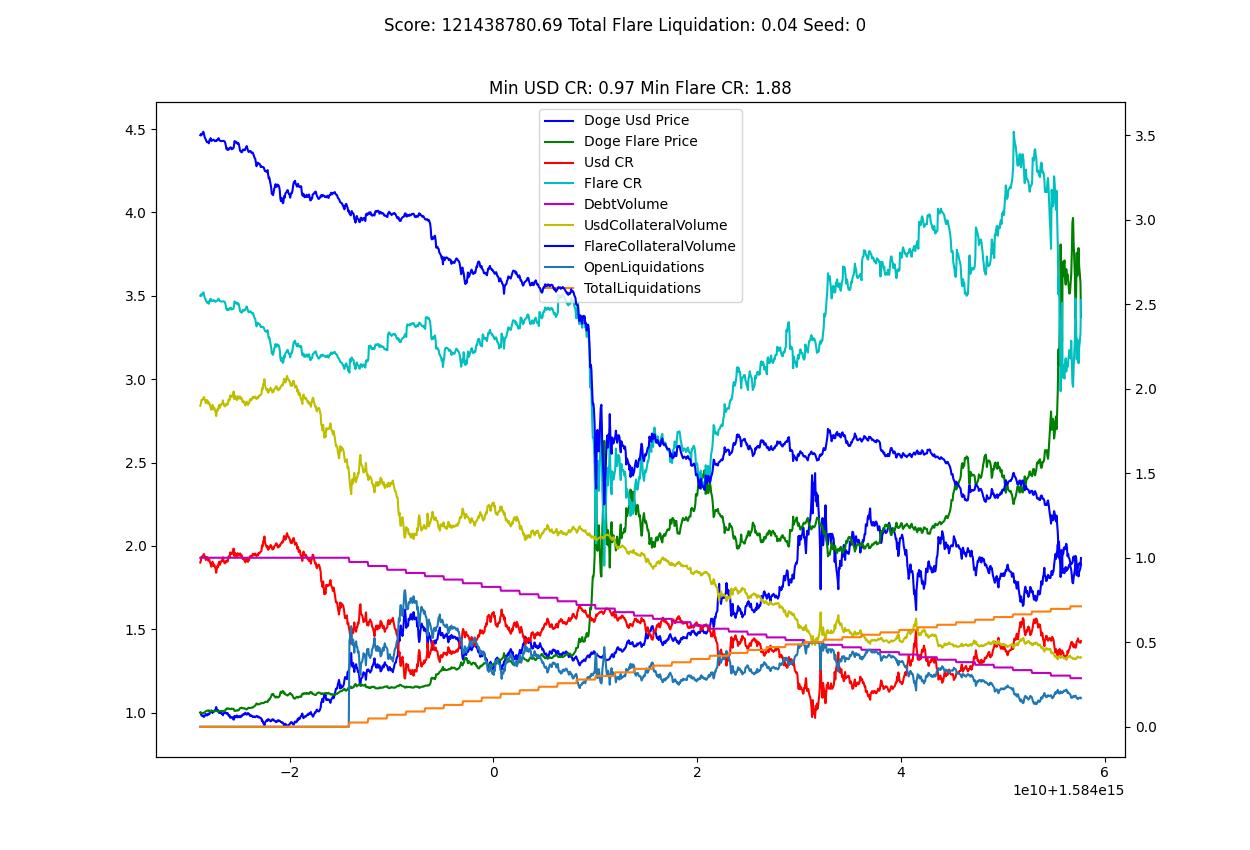 Score: 121438780.69 Total Flare Liquidation: 0.04 Seed: 0
Min USD CR: 0.97 Min Flare CR: 1.88
Doge Usd Price
Doge Flare Price
Usd CR
Flare CR
DebtVolume
UsdCollateralVolume
FlareCollateralVolume
OpenLiquidations
TotalLiquidations
4.5
4.0
3.5
3.0
2.5
2.0
1.5
1.0
3.5
3.0
2.5
2.0
1.5
1.0
0.5
0.0
−2
0
2
4
6
1e10+1.584e15